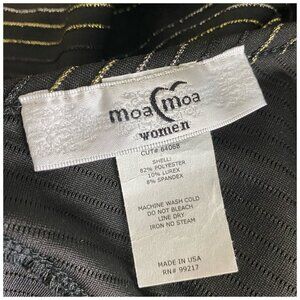 moa moa
women
CUT# 64068
SHELL:
82% POLYESTER
10% LUREX
8% SPANDEX
MACHINE WASH COLD
DO NOT BLEACH
LINE DRY
IRON NO STEAM
MADE IN USA
RN# 99217